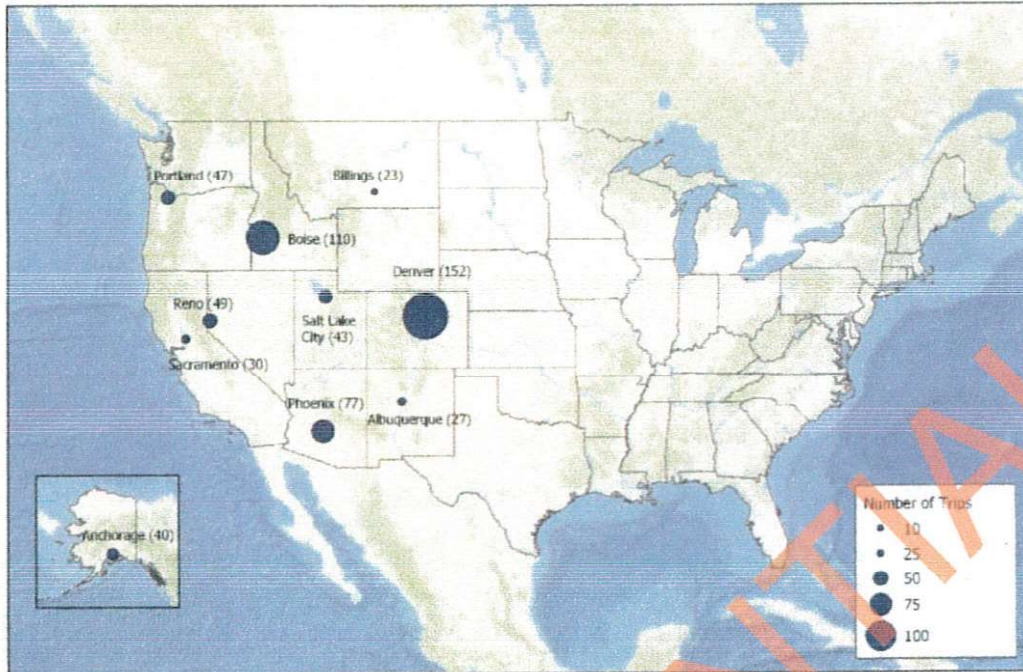 Portland (47)
Billings (23)
Boise (110)
Denver (152)
Reno (49)
Salt Lake
City (43)
Sacramento (30)
Phoenix (77)
Albuquerque (27)
Anchorage (40)
Number of Trips
10
25
50
75
100